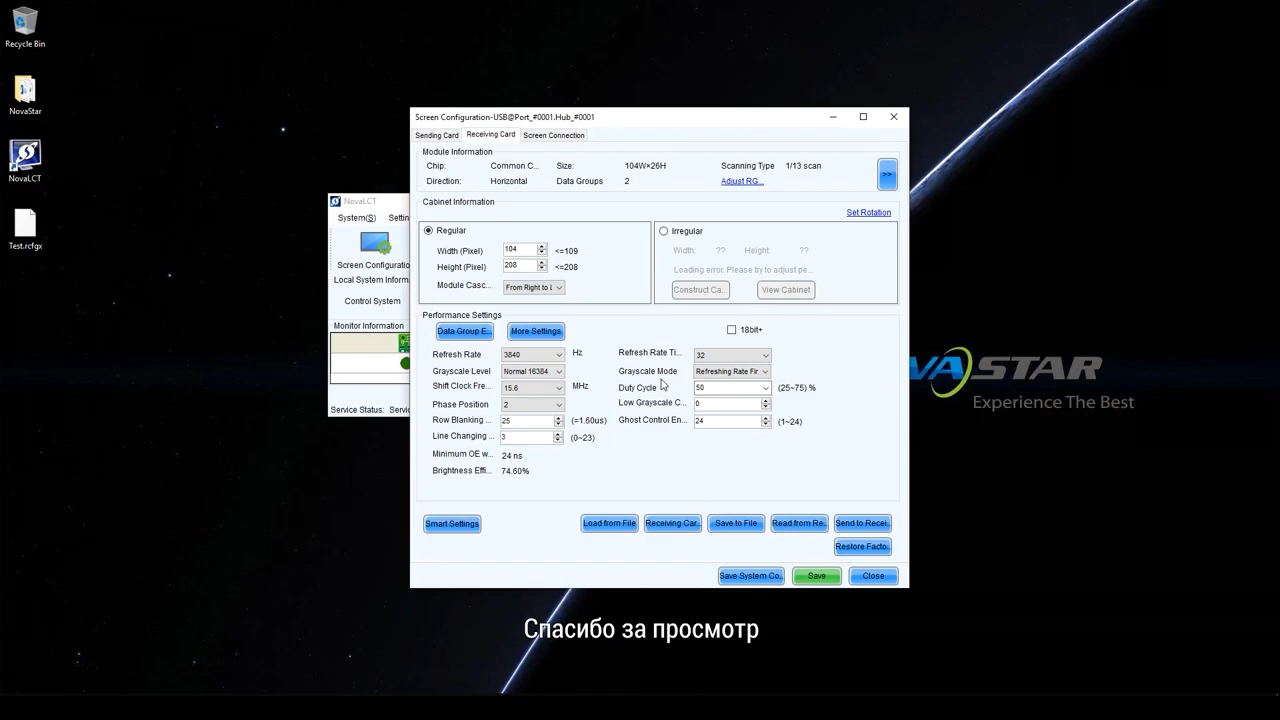 Recycle Bin
NovaStar
NovaLCT
Test.rcfgx
NovaLCT
System(S) Settin
Screen Configuratio
Local System Inform
Control System
Monitor Information
Service Status: Servic
Screen Configuration-USB@Port_#0001.Hub_#0001
Sending Card Receiving Card Screen Connection
Module Information
Chip: Common C... Size: 104W×26H Scanning Type 1/13 scan
Direction: Horizontal Data Groups 2 Adjust RG...
>>
Cabinet Information
Set Rotation
Regular Irregular
Width (Pixel) 104 <=109 Width: ?? Height: ??
Height (Pixel) 208 <=208 Loading error. Please try to adjust pe...
Module Casc... From Right to L Construct Ca... View Cabinet
Performance Settings
Data Group E... More Settings 18bit+
Refresh Rate 3840 Hz Refresh Rate Ti... 32
Grayscale Level Normal 16384 Grayscale Mode Refreshing Rate Fir
Shift Clock Fre... 15.6 MHz Duty Cycle 50 (25~75) %
Phase Position 2 Low Grayscale C... 0
Row Blanking ... 25 (=1.60us) Ghost Control En... 24 (1~24)
Line Changing ... 3 (0~23)
Minimum OE w... 24 ns
Brightness Effi... 74.60%
Smart Settings Load from File Receiving Car... Save to File Read from Re... Send to Recei...
Restore Facto...
Save System Co... Save Close
VA STAR
Experience The Best
Спасибо за просмотр